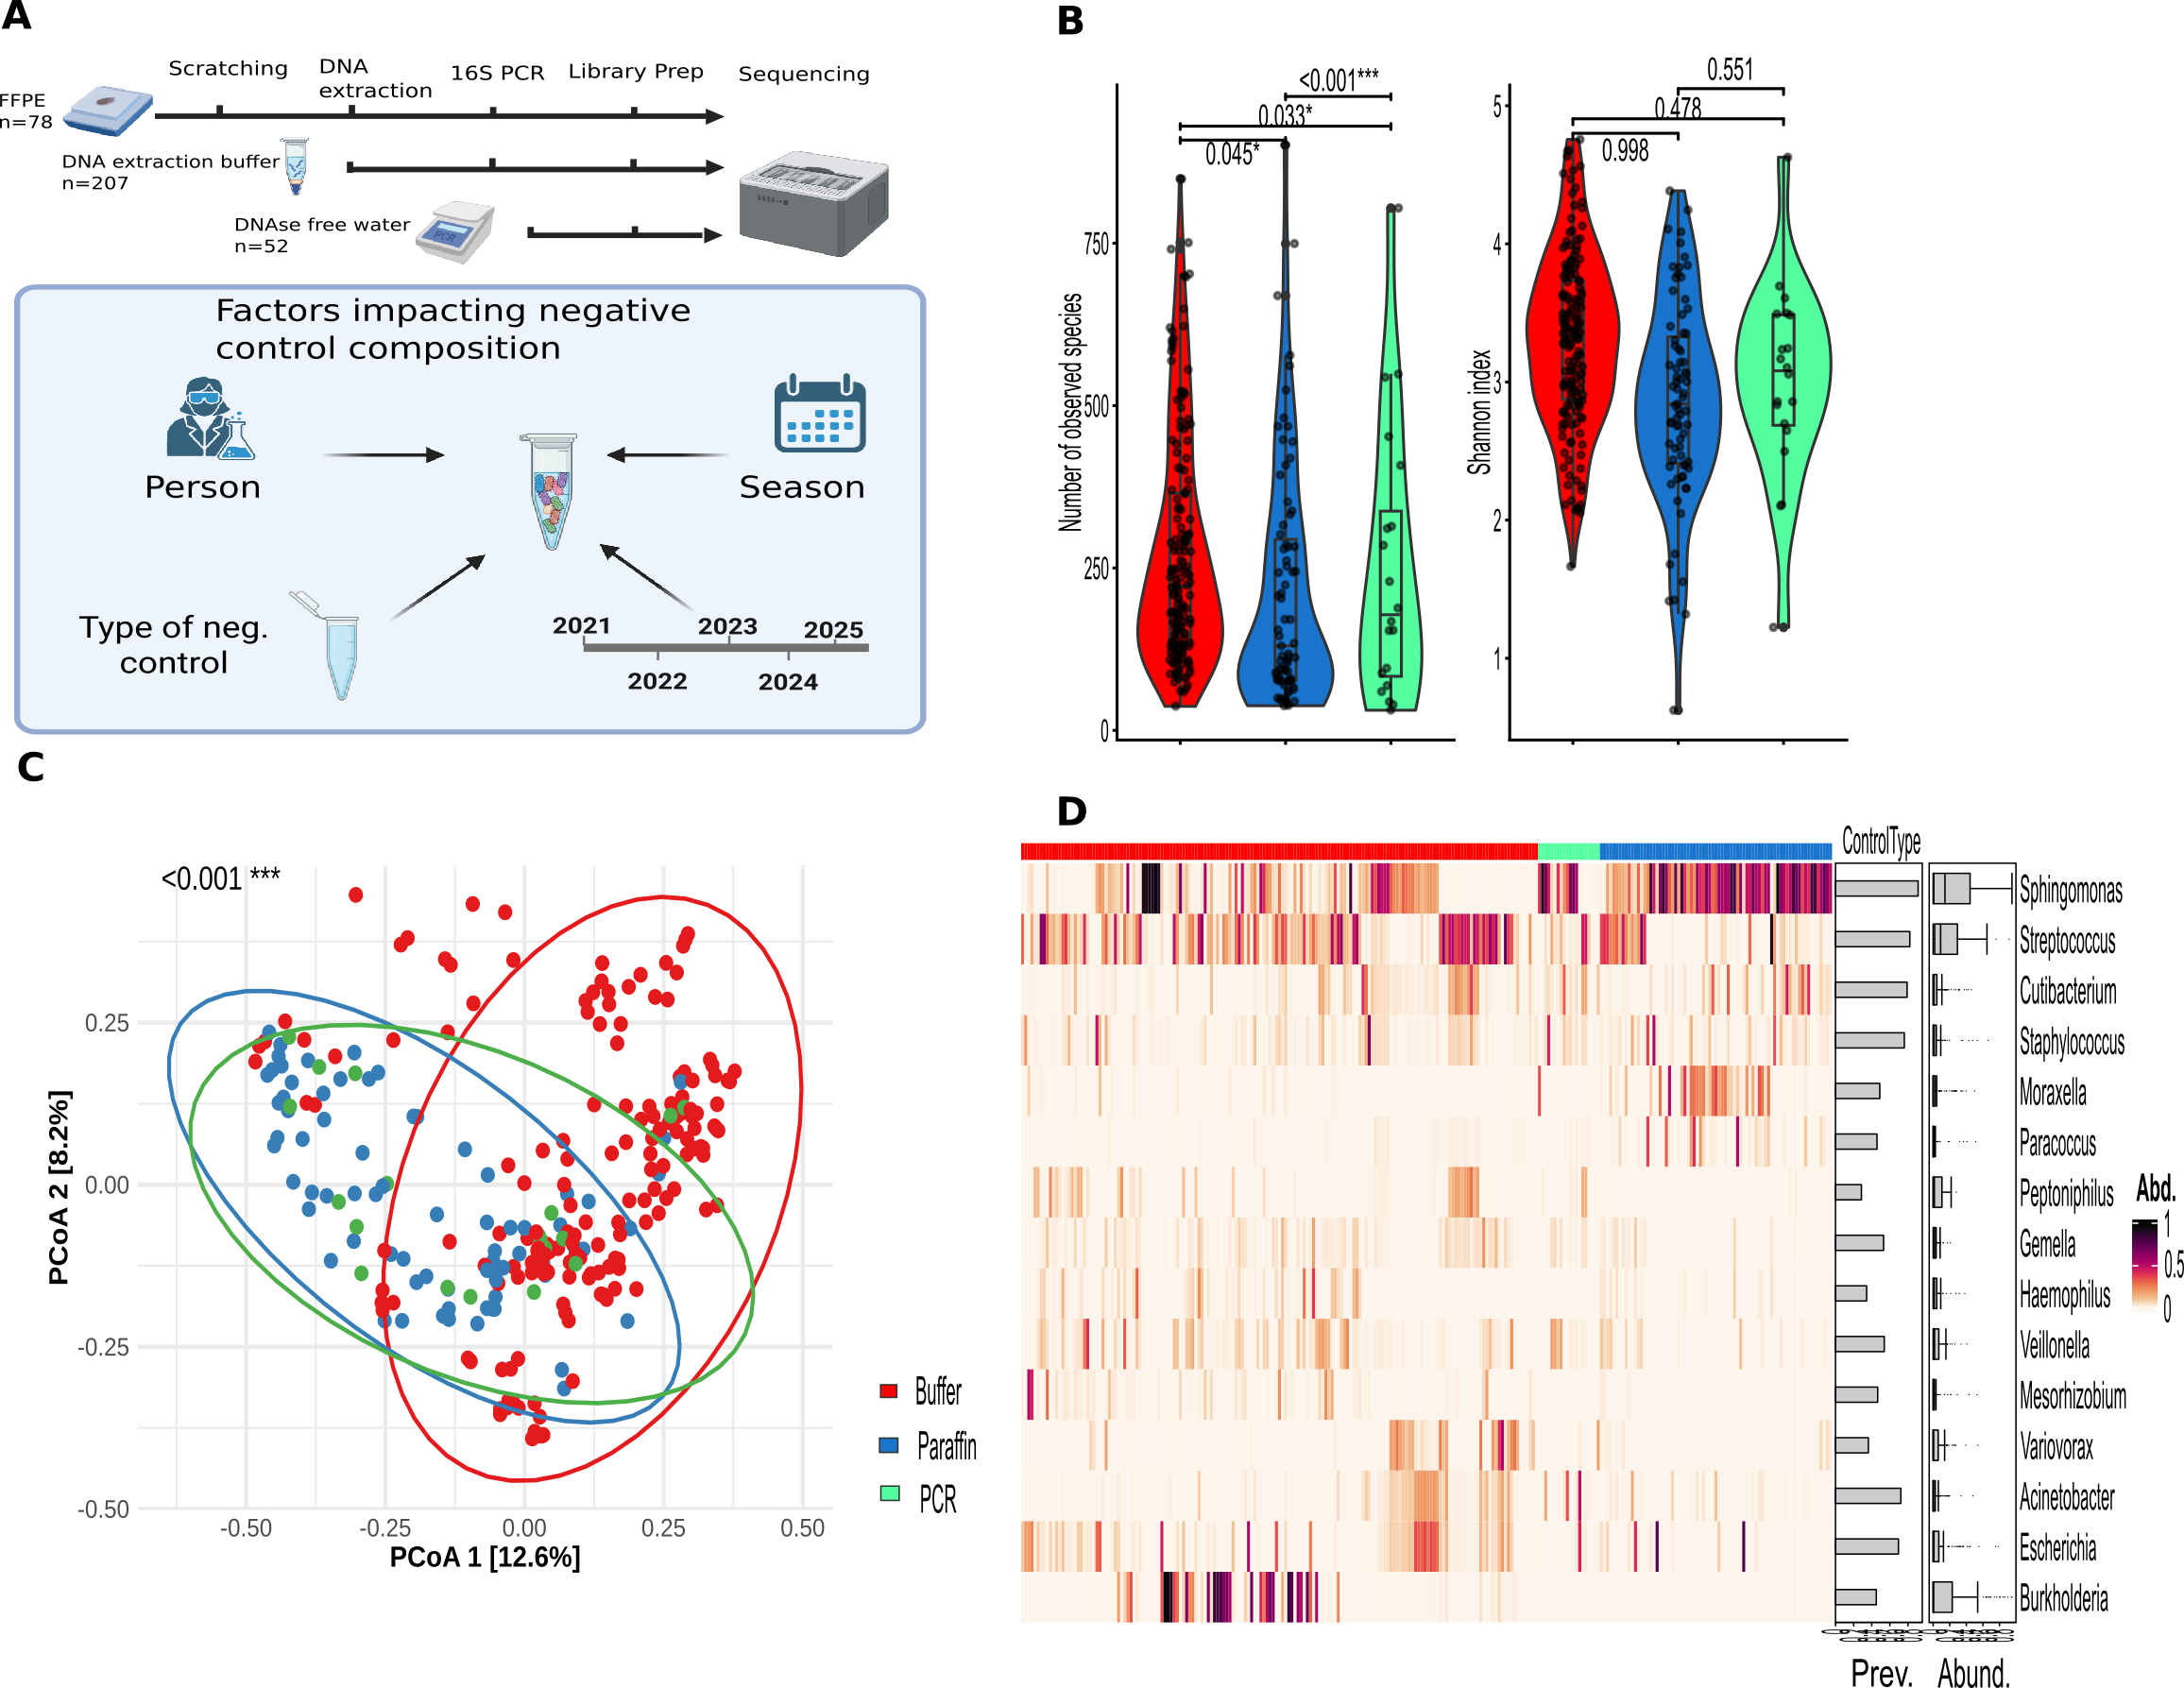 A
Scratching
DNA
extraction
16S PCR
Library Prep
Sequencing
FFPE
n=78
DNA extraction buffer
n=207
DNAse free water
n=52
PCR
Factors impacting negative
control composition
Person
Season
Type of neg.
control
2021
2023
2025
2022
2024
B
<0.001***
0.033*
0.045*
Number of observed species
750
500
250
0
0.551
0.478
0.998
Shannon index
5
4
3
2
1
C
<0.001 ***
PCoA 2 [8.2%]
0.25
0.00
-0.25
-0.50
-0.50
-0.25
0.00
0.25
0.50
PCoA 1 [12.6%]
Buffer
Paraffin
PCR
D
ControlType
Sphingomonas
Streptococcus
Cutibacterium
Staphylococcus
Moraxella
Paracoccus
Peptoniphilus
Gemella
Haemophilus
Veillonella
Mesorhizobium
Variovorax
Acinetobacter
Escherichia
Burkholderia
Prev.
Abund.
Abd.
1
0.5
0